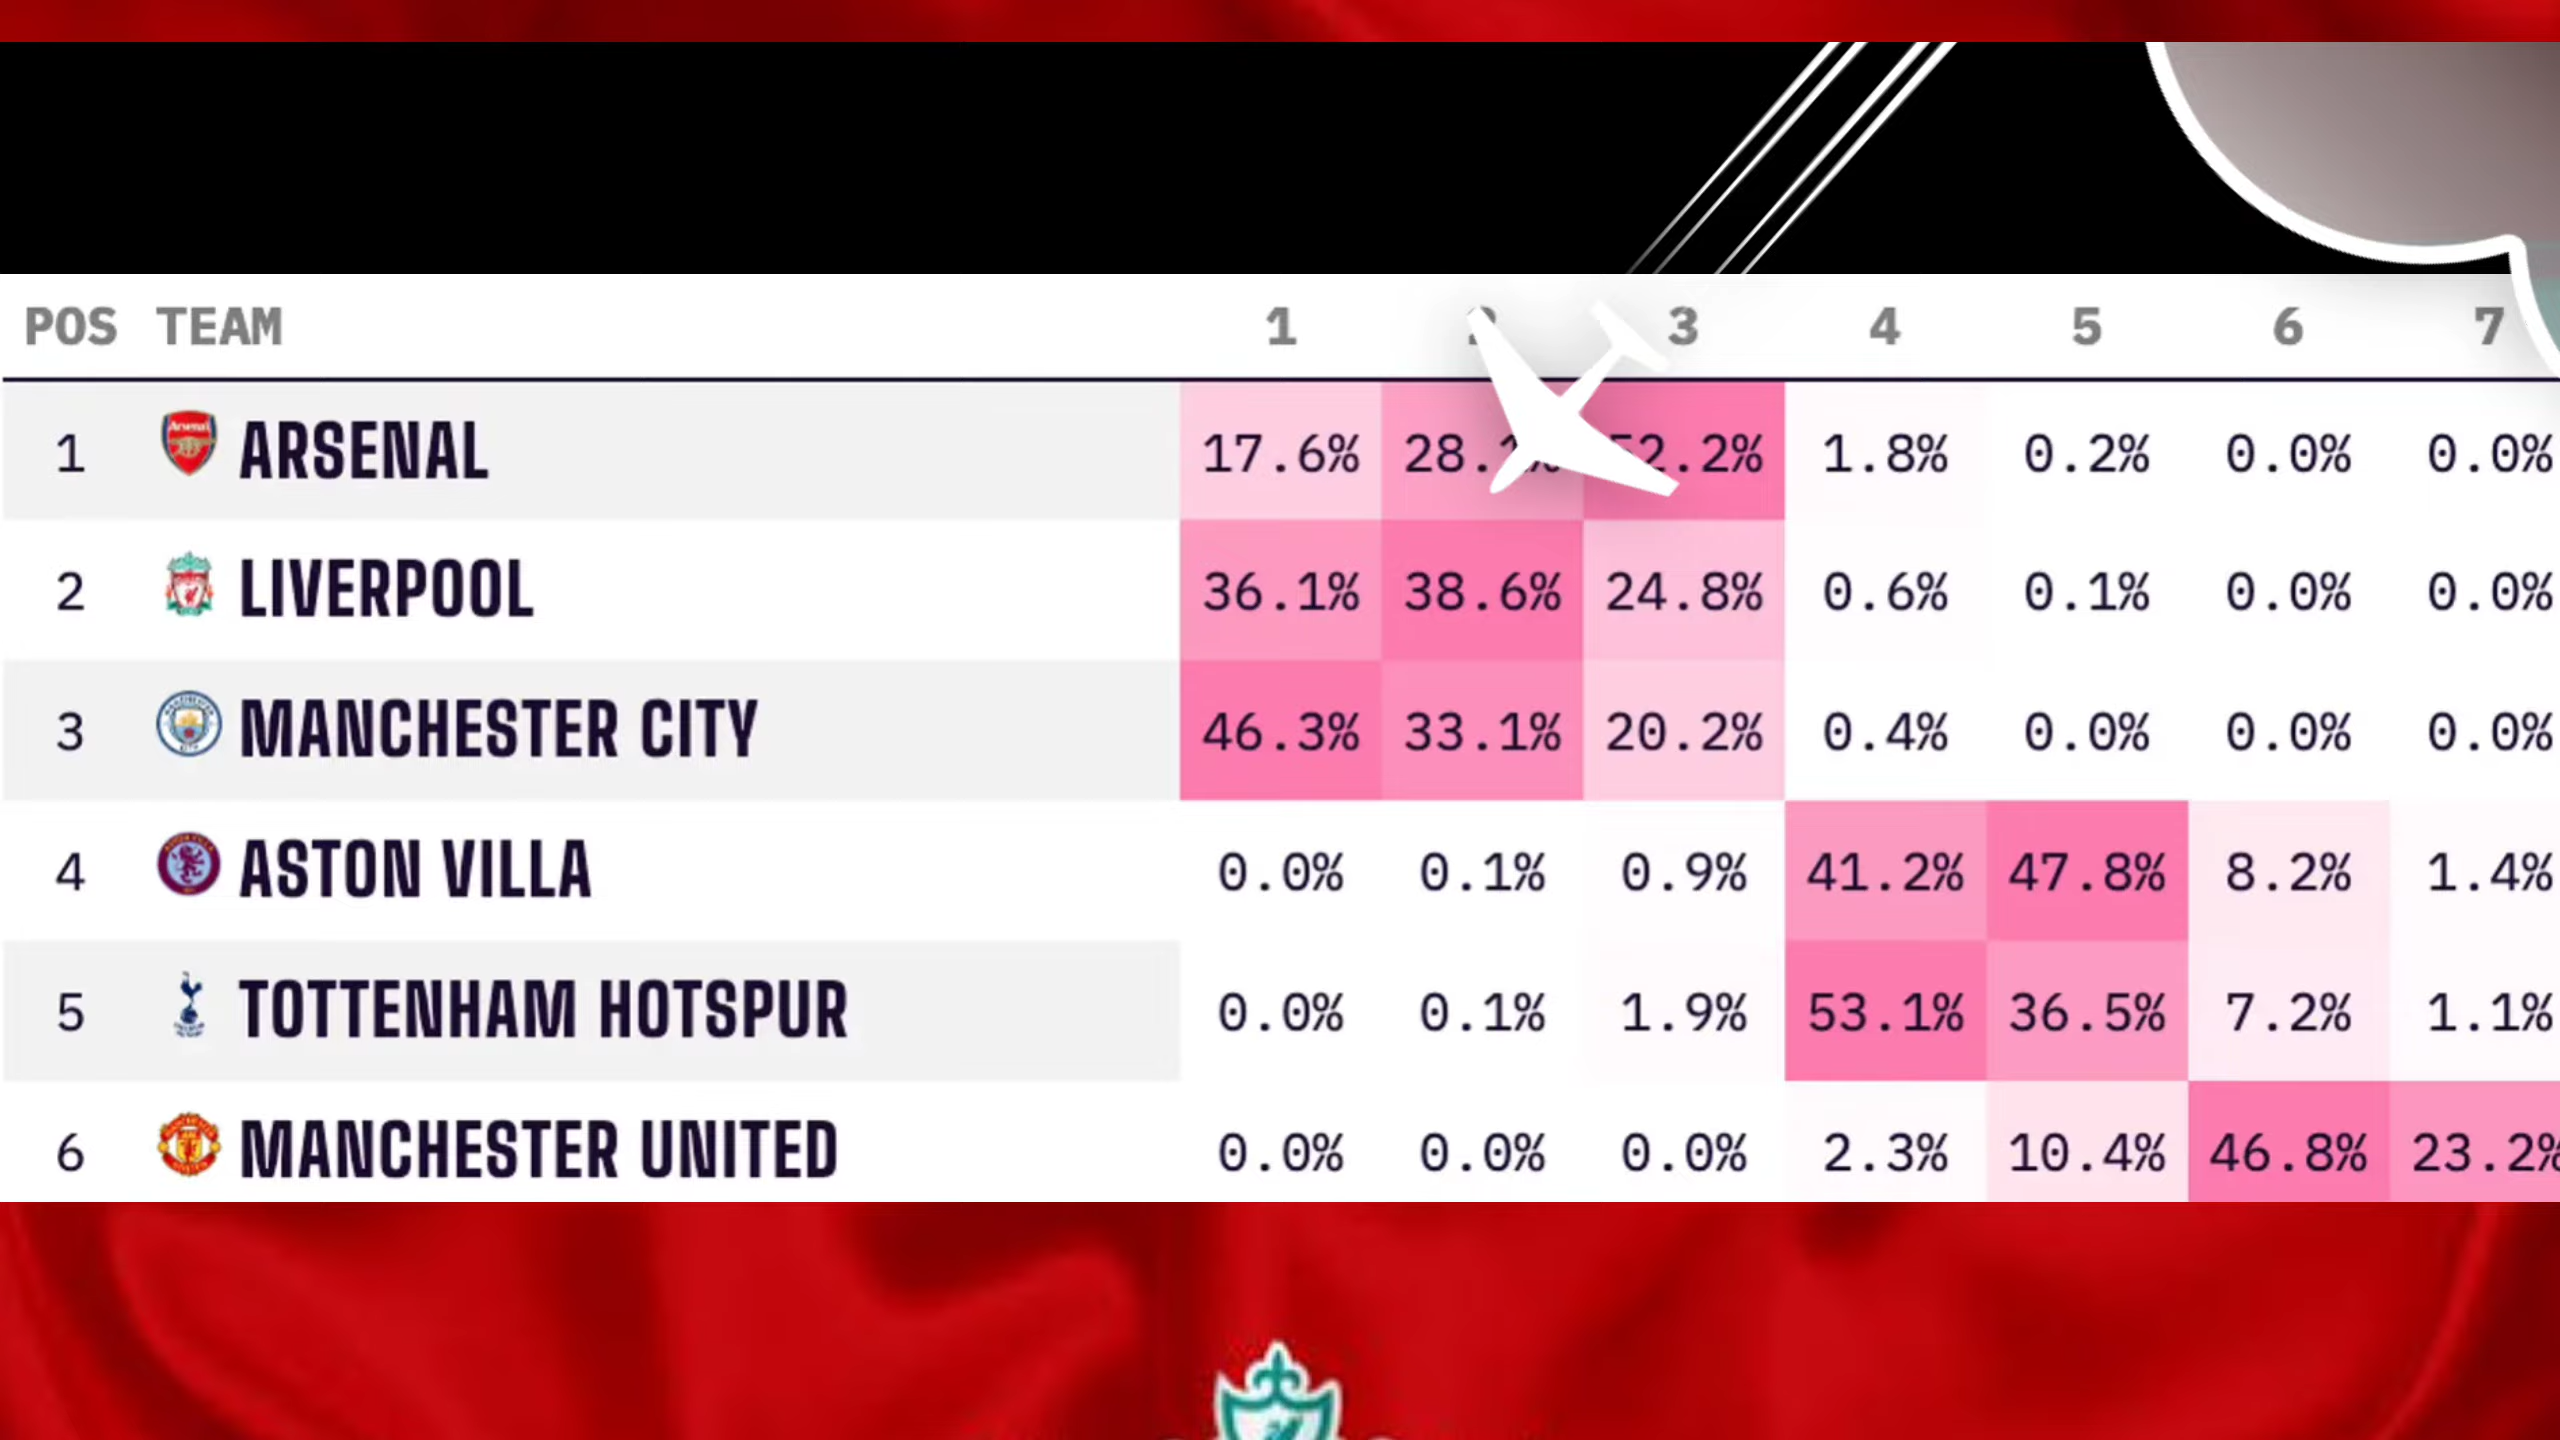 POS TEAM 1 3 4 5 6 7
1 ARSENAL 17.6% 1.8% 0.2% 0.0% 0.0%
2 LIVERPOOL 36.1% 38.6% 24.8% 0.6% 0.1% 0.0% 0.0%
3 MANCHESTER CITY 46.3% 33.1% 20.2% 0.4% 0.0% 0.0% 0.0%
4 ASTON VILLA 0.0% 0.1% 0.9% 41.2% 47.8% 8.2% 1.4%
5 TOTTENHAM HOTSPUR 0.0% 0.1% 1.9% 53.1% 36.5% 7.2% 1.1%
6 MANCHESTER UNITED 0.0% 0.0% 0.0% 2.3% 10.4% 46.8% 23.2%